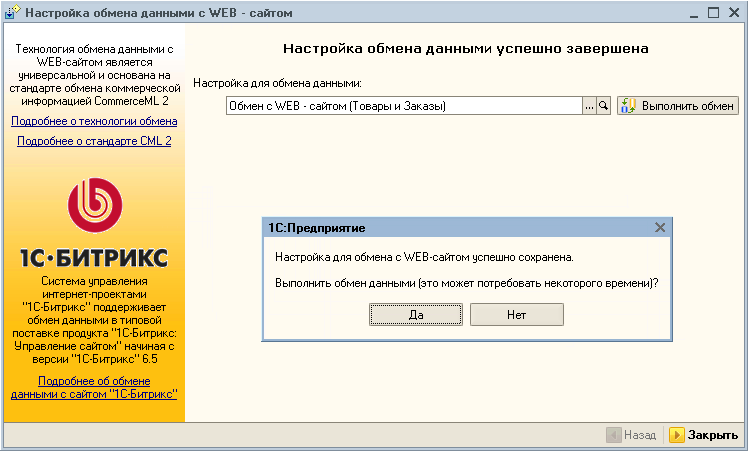 Настройка обмена данными с WEB - сайтом
Технология обмена данными с
WEB-сайтом является
универсальной и основана на
стандарте обмена коммерческой
информацией CommerceML 2
Подробнее о технологии обмена
Подробнее о стандарте CML 2
1С·БИТРИКС
Система управления
интернет-проектами
"1С-Битрикс" поддерживает
обмен данными в типовой
поставке продукта "1С-Битрикс:
Управление сайтом" начиная с
версии "1С-Битрикс" 6.5
Подробнее об обмене
данными с сайтом "1С-Битрикс"
Настройка обмена данными успешно завершена
Настройка для обмена данными:
Обмен с WEB - сайтом (Товары и Заказы)
...
Выполнить обмен
1С:Предприятие
Настройка для обмена с WEB-сайтом успешно сохранена.
Выполнить обмен данными (это может потребовать некоторого времени)?
Да
Нет
Назад
Закрыть